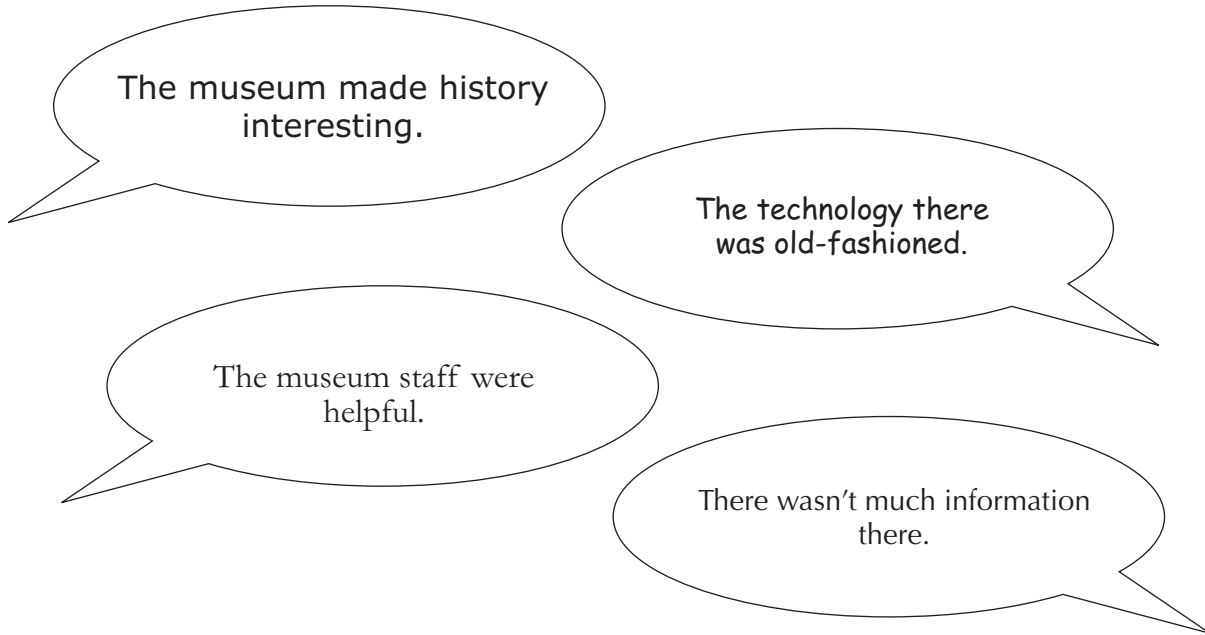 The museum made history
interesting.
The technology there
was old-fashioned.
The museum staff were
helpful.
There wasn’t much information
there.